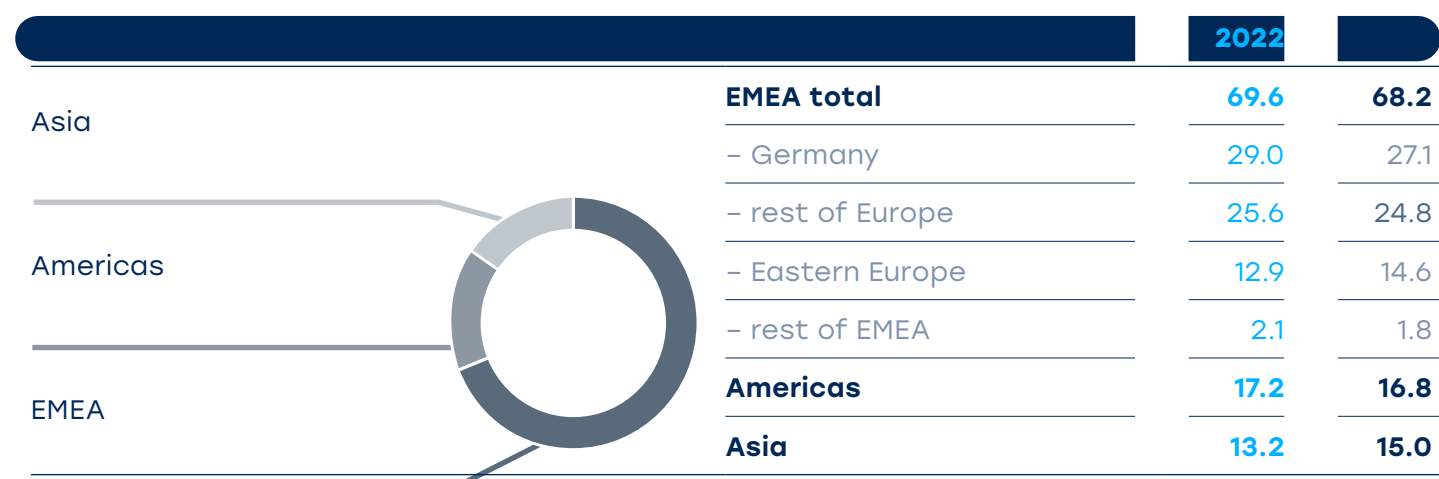 2022
Asia
Americas
EMEA
EMEA total 69.6 68.2
– Germany 29.0 27.1
– rest of Europe 25.6 24.8
– Eastern Europe 12.9 14.6
– rest of EMEA 2.1 1.8
Americas 17.2 16.8
Asia 13.2 15.0